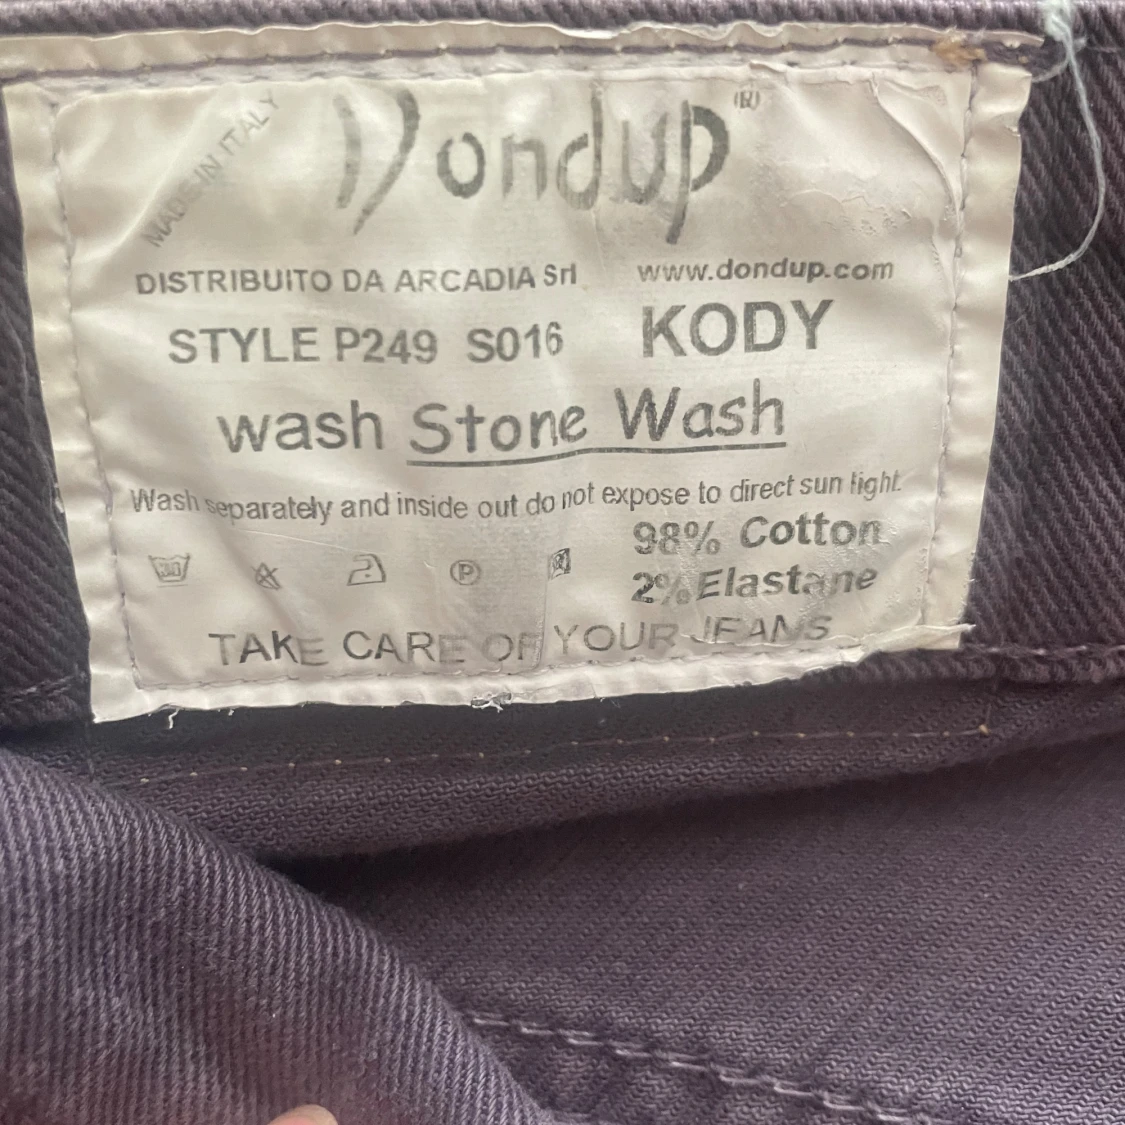 MADE IN ITALY
Dondup®
DISTRIBUITO DA ARCADIA Srl www.dondup.com
STYLE P249 S016 KODY
wash Stone Wash
Wash separately and inside out do not expose to direct sun light.
98% Cotton
30 P 2% Elastane
TAKE CARE OF YOUR JEANS